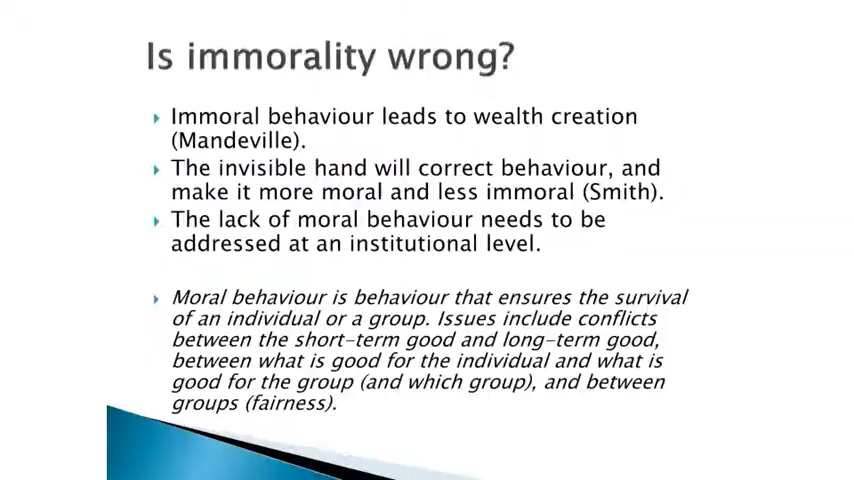 Is immorality wrong?
Immoral behaviour leads to wealth creation
(Mandeville).
The invisible hand will correct behaviour, and
make it more moral and less immoral (Smith).
The lack of moral behaviour needs to be
addressed at an institutional level.
Moral behaviour is behaviour that ensures the survival
of an individual or a group. Issues include conflicts
between the short-term good and long-term good,
between what is good for the individual and what is
good for the group (and which group), and between
groups (fairness).